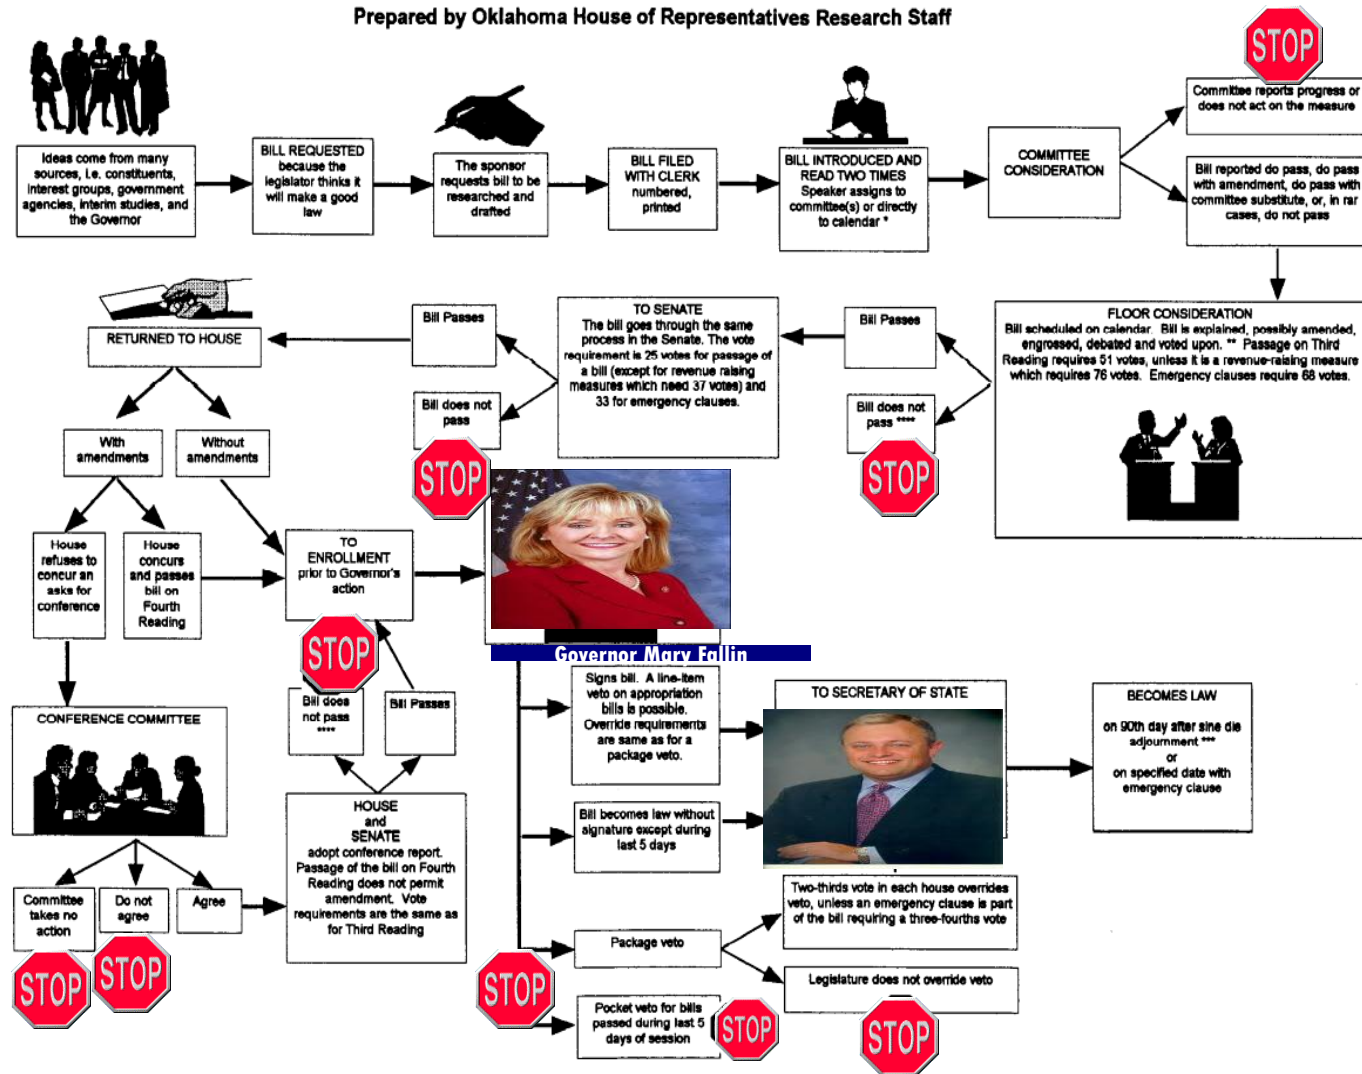 Prepared by Oklahoma House of Representatives Research Staff
STOP
Committee reports progress or
does not act on the measure
Ideas come from many
sources, i.e. constituents,
interest groups, government
agencies, interim studies, and
the Governor
BILL REQUESTED
because the
legislator thinks it
will make a good
law
The sponsor
requests bill to be
researched and
drafted
BILL FILED
WITH CLERK
numbered,
printed
BILL INTRODUCED AND
READ TWO TIMES
Speaker assigns to
committee(s) or directly
to calendar *
COMMITTEE
CONSIDERATION
Bill reported do pass, do pass
with amendment, do pass with
committee substitute, or, in rar
cases, do not pass
FLOOR CONSIDERATION
Bill scheduled on calendar. Bill is explained, possibly amended,
engrossed, debated and voted upon. ** Passage on Third
Reading requires 51 votes, unless it is a revenue-raising measure
which requires 76 votes. Emergency clauses require 68 votes.
Bill Passes
Bill does not
pass ****
STOP
TO SENATE
The bill goes through the same
process in the Senate. The vote
requirement is 25 votes for passage of
a bill (except for revenue raising
measures which need 37 votes) and
33 for emergency clauses.
Bill Passes
Bill does not
pass
STOP
RETURNED TO HOUSE
With
amendments
Without
amendments
House
refuses to
concur an
asks for
conference
House
concurs
and passes
bill on
Fourth
Reading
TO
ENROLLMENT
prior to Governor's
action
STOP
Bill does
not pass
****
Bill Passes
CONFERENCE COMMITTEE
Committee
takes no
action
Do not
agree
Agree
STOP
STOP
HOUSE
and
SENATE
adopt conference report.
Passage of the bill on Fourth
Reading does not permit
amendment. Vote
requirements are the same as
for Third Reading
Governor Mary Fallin
Signs bill. A line-item
veto on appropriation
bills is possible.
Override requirements
are same as for a
package veto.
Bill becomes law without
signature except during
last 5 days
TO SECRETARY OF STATE
BECOMES LAW
on 90th day after sine die
adjournment ***
or
on specified date with
emergency clause
Package veto
Two-thirds vote in each house overrides
veto, unless an emergency clause is part
of the bill requiring a three-fourths vote
Legislature does not override veto
STOP
STOP
Pocket veto for bills
passed during last 5
days of session
STOP